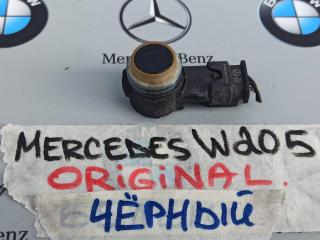 Mercedes-Benz
MERCEDES W205
ORIGINAL.
ЧЁРНЫЙ